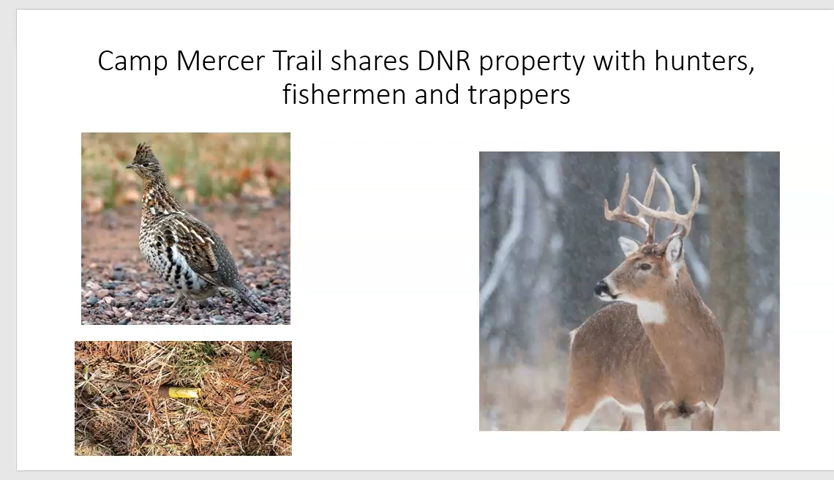 Camp Mercer Trail shares DNR property with hunters,
fishermen and trappers